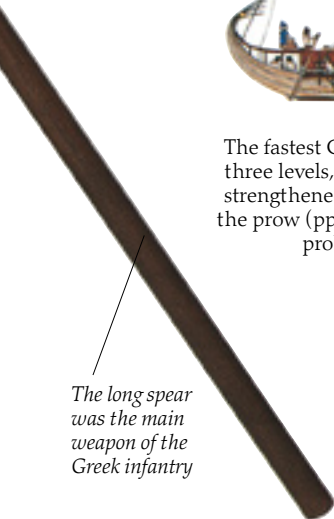 The fastest
three levels,
strengthene
the prow (pp
pro
The long spear
was the main
weapon of the
Greek infantry